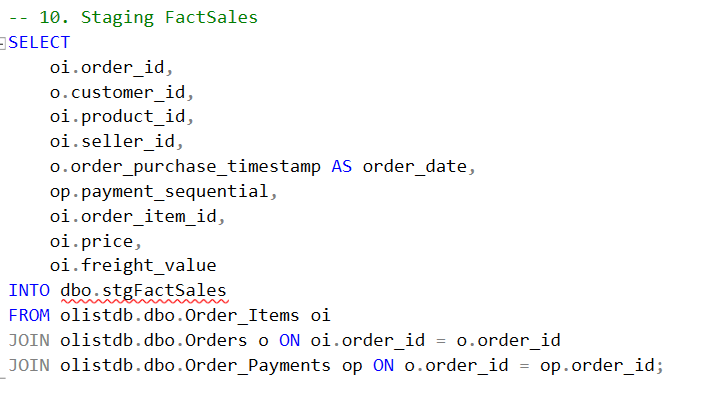 -- 10. Staging FactSales
SELECT
oi.order_id,
o.customer_id,
oi.product_id,
oi.seller_id,
o.order_purchase_timestamp AS order_date,
op.payment_sequential,
oi.order_item_id,
oi.price,
oi.freight_value
INTO dbo.stgFactSales
FROM olistdb.dbo.Order_Items oi
JOIN olistdb.dbo.Orders o ON oi.order_id = o.order_id
JOIN olistdb.dbo.Order_Payments op ON o.order_id = op.order_id;